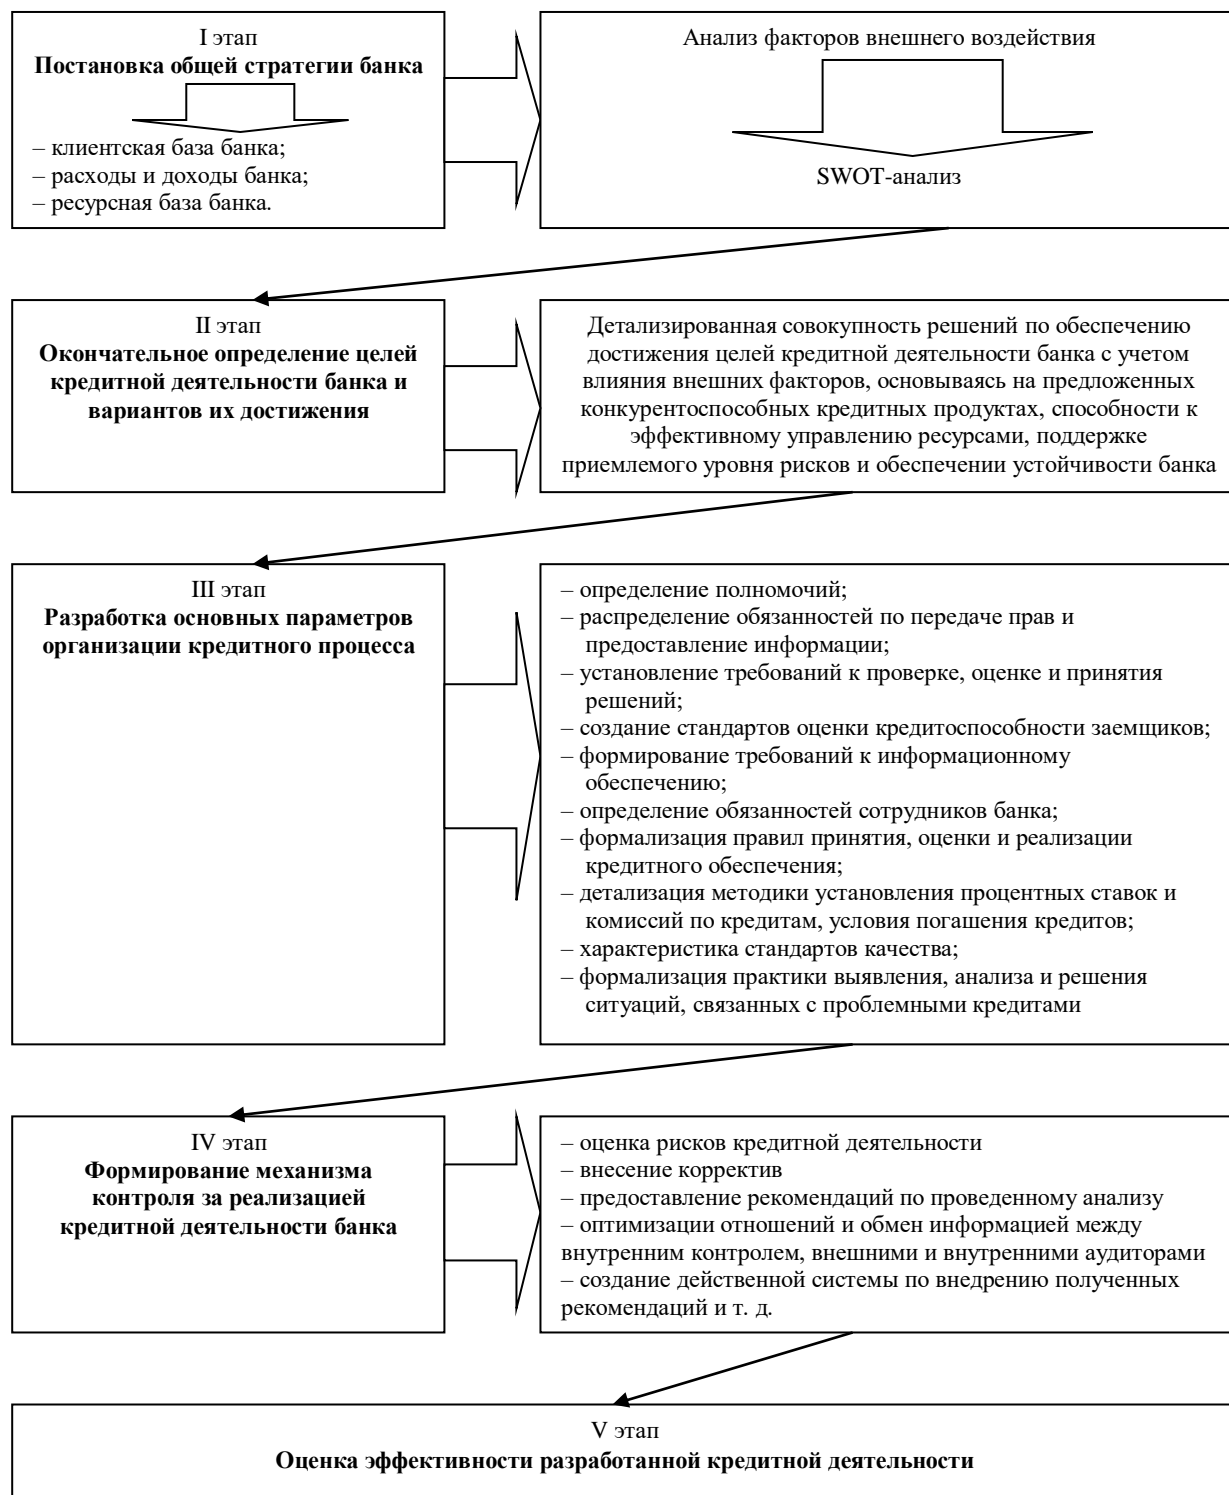 I этап
Постановка общей стратегии банка
– клиентская база банка;
– расходы и доходы банка;
– ресурсная база банка.
Анализ факторов внешнего воздействия
SWOT-анализ
II этап
Окончательное определение целей
кредитной деятельности банка и
вариантов их достижения
Детализированная совокупность решений по обеспечению
достижения целей кредитной деятельности банка с учетом
влияния внешних факторов, основываясь на предложенных
конкурентоспособных кредитных продуктах, способности к
эффективному управлению ресурсами, поддержке
приемлемого уровня рисков и обеспечении устойчивости банка
III этап
Разработка основных параметров
организации кредитного процесса
– определение полномочий;
– распределение обязанностей по передаче прав и
предоставление информации;
– установление требований к проверке, оценке и принятия
решений;
– создание стандартов оценки кредитоспособности заемщиков;
– формирование требований к информационному
обеспечению;
– определение обязанностей сотрудников банка;
– формализация правил принятия, оценки и реализации
кредитного обеспечения;
– детализация методики установления процентных ставок и
комиссий по кредитам, условия погашения кредитов;
– характеристика стандартов качества;
– формализация практики выявления, анализа и решения
ситуаций, связанных с проблемными кредитами
IV этап
Формирование механизма
контроля за реализацией
кредитной деятельности банка
– оценка рисков кредитной деятельности
– внесение корректив
– предоставление рекомендаций по проведенному анализу
– оптимизации отношений и обмен информацией между
внутренним контролем, внешними и внутренними аудиторами
– создание действенной системы по внедрению полученных
рекомендаций и т. д.
V этап
Оценка эффективности разработанной кредитной деятельности